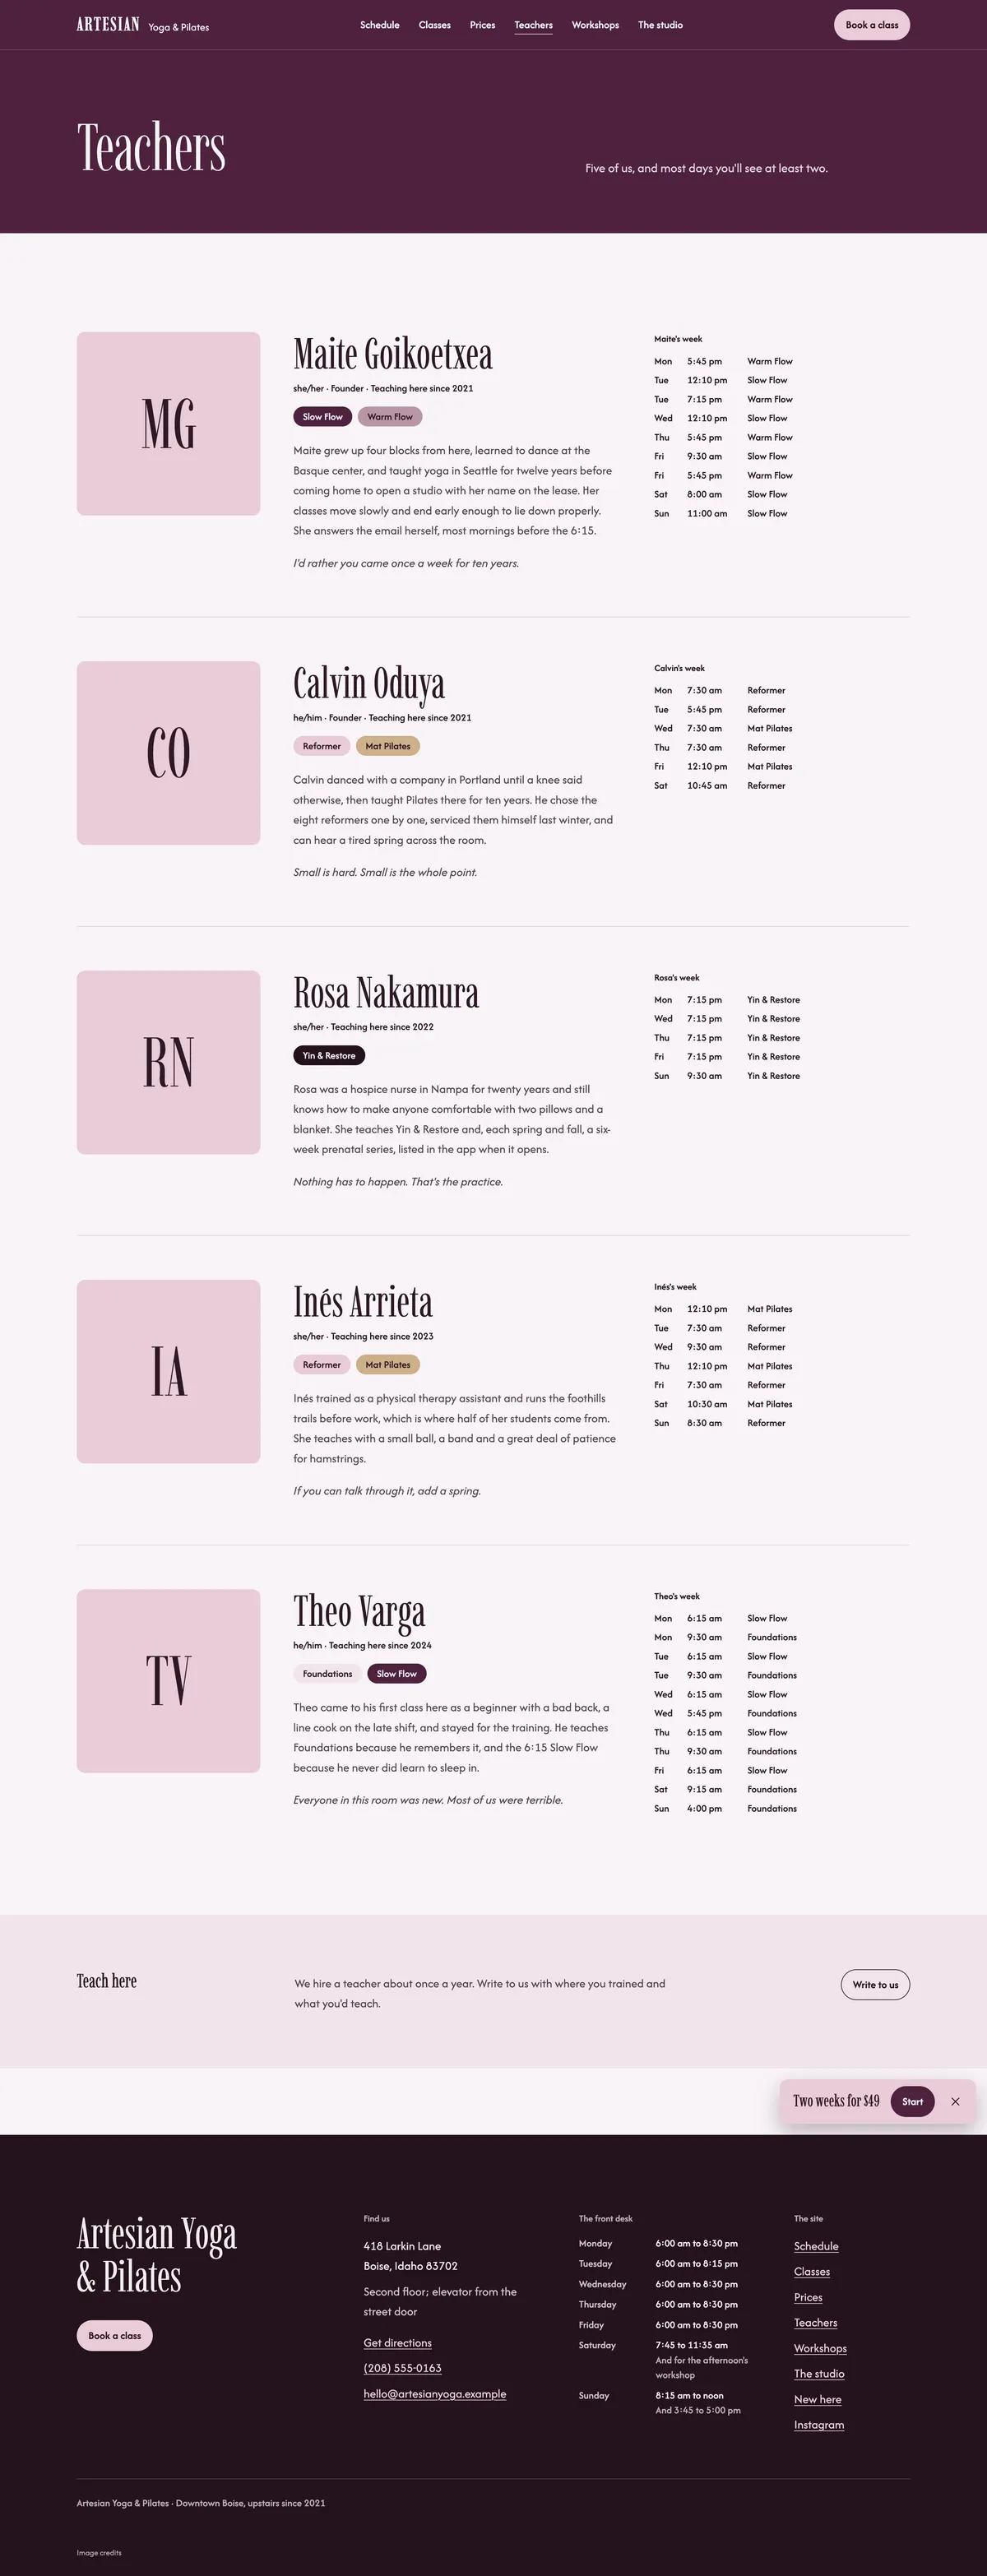 ARTESIAN Yoga & Pilates
Schedule Classes Prices Teachers Workshops The studio
Book a class
Teachers
Five of us, and most days you'll see at least two.
MG
Maite Goikoetxea
she/her · Founder · Teaching here since 2021
Slow Flow Warm Flow
Maite grew up four blocks from here, learned to dance at the
Basque center, and taught yoga in Seattle for twelve years before
coming home to open a studio with her name on the lease. Her
classes move slowly and end early enough to lie down properly.
She answers the email herself, most mornings before the 6:15.
I'd rather you came once a week for ten years.
Maite's week
Mon 5:45 pm Warm Flow
Tue 12:10 pm Slow Flow
Tue 7:15 pm Warm Flow
Wed 12:10 pm Slow Flow
Thu 5:45 pm Warm Flow
Fri 9:30 am Slow Flow
Fri 5:45 pm Warm Flow
Sat 8:00 am Slow Flow
Sun 11:00 am Slow Flow
CO
Calvin Oduya
he/him · Founder · Teaching here since 2021
Reformer Mat Pilates
Calvin danced with a company in Portland until a knee said
otherwise, then taught Pilates there for ten years. He chose the
eight reformers one by one, serviced them himself last winter, and
can hear a tired spring across the room.
Small is hard. Small is the whole point.
Calvin's week
Mon 7:30 am Reformer
Tue 5:45 pm Reformer
Wed 7:30 am Mat Pilates
Thu 7:30 am Reformer
Fri 12:10 pm Mat Pilates
Sat 10:45 am Reformer
RN
Rosa Nakamura
she/her · Teaching here since 2022
Yin & Restore
Rosa was a hospice nurse in Nampa for twenty years and still
knows how to make anyone comfortable with two pillows and a
blanket. She teaches Yin & Restore and, each spring and fall, a six-
week prenatal series, listed in the app when it opens.
Nothing has to happen. That's the practice.
Rosa's week
Mon 7:15 pm Yin & Restore
Wed 7:15 pm Yin & Restore
Thu 7:15 pm Yin & Restore
Fri 7:15 pm Yin & Restore
Sun 9:30 am Yin & Restore
IA
Inés Arrieta
she/her · Teaching here since 2023
Reformer Mat Pilates
Inés trained as a physical therapy assistant and runs the foothills
trails before work, which is where half of her students come from.
She teaches with a small ball, a band and a great deal of patience
for hamstrings.
If you can talk through it, add a spring.
Inés's week
Mon 12:10 pm Mat Pilates
Tue 7:30 am Reformer
Wed 9:30 am Reformer
Thu 12:10 pm Mat Pilates
Fri 7:30 am Reformer
Sat 10:30 am Mat Pilates
Sun 8:30 am Reformer
TV
Theo Varga
he/him · Teaching here since 2024
Foundations Slow Flow
Theo came to his first class here as a beginner with a bad back, a
line cook on the late shift, and stayed for the training. He teaches
Foundations because he remembers it, and the 6:15 Slow Flow
because he never did learn to sleep in.
Everyone in this room was new. Most of us were terrible.
Theo's week
Mon 6:15 am Slow Flow
Mon 9:30 am Foundations
Tue 6:15 am Slow Flow
Tue 9:30 am Foundations
Wed 6:15 am Slow Flow
Wed 5:45 pm Foundations
Thu 6:15 am Slow Flow
Thu 9:30 am Foundations
Fri 6:15 am Slow Flow
Sat 9:15 am Foundations
Sun 4:00 pm Foundations
Teach here
We hire a teacher about once a year. Write to us with where you trained and
what you'd teach.
Write to us
Two weeks for $49 Start
Artesian Yoga
& Pilates
Book a class
Find us
418 Larkin Lane
Boise, Idaho 83702
Second floor; elevator from the
street door
Get directions
(208) 555-0163
hello@artesianyoga.example
The front desk
Monday 6:00 am to 8:30 pm
Tuesday 6:00 am to 8:15 pm
Wednesday 6:00 am to 8:30 pm
Thursday 6:00 am to 8:30 pm
Friday 6:00 am to 8:30 pm
Saturday 7:45 to 11:35 am
And for the afternoon's
workshop
Sunday 8:15 am to noon
And 3:45 to 5:00 pm
The site
Schedule
Classes
Prices
Teachers
Workshops
The studio
New here
Instagram
Artesian Yoga & Pilates · Downtown Boise, upstairs since 2021
Image credits